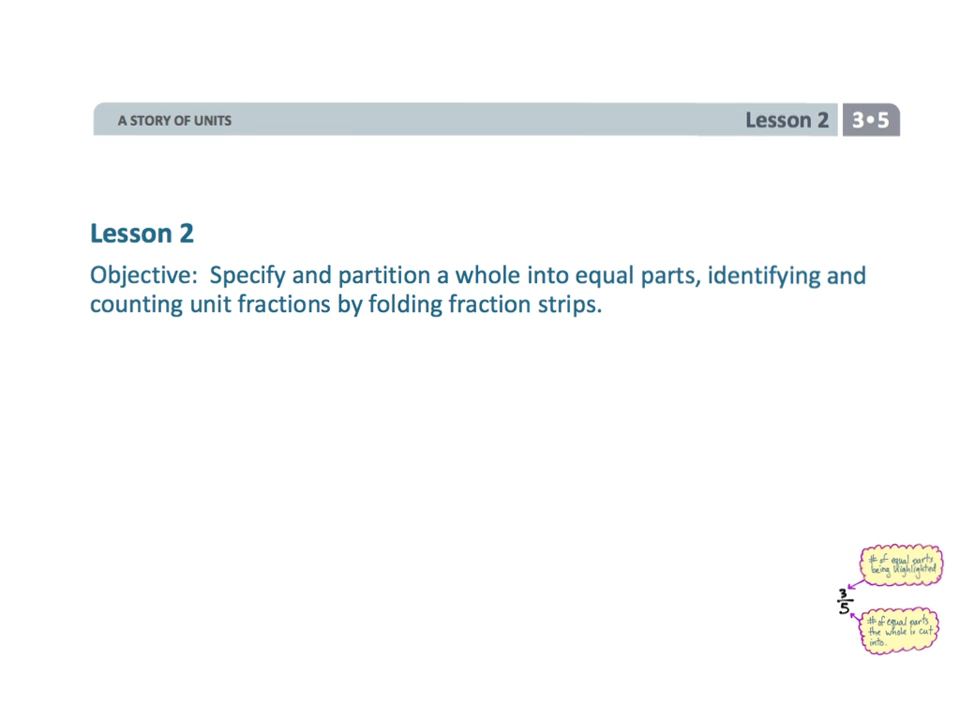 A STORY OF UNITS
Lesson 2
3•5
Lesson 2
Objective: Specify and partition a whole into equal parts, identifying and
counting unit fractions by folding fraction strips.
# of equal parts
being Highlighted
3
5
# of equal parts
the whole is cut
into.